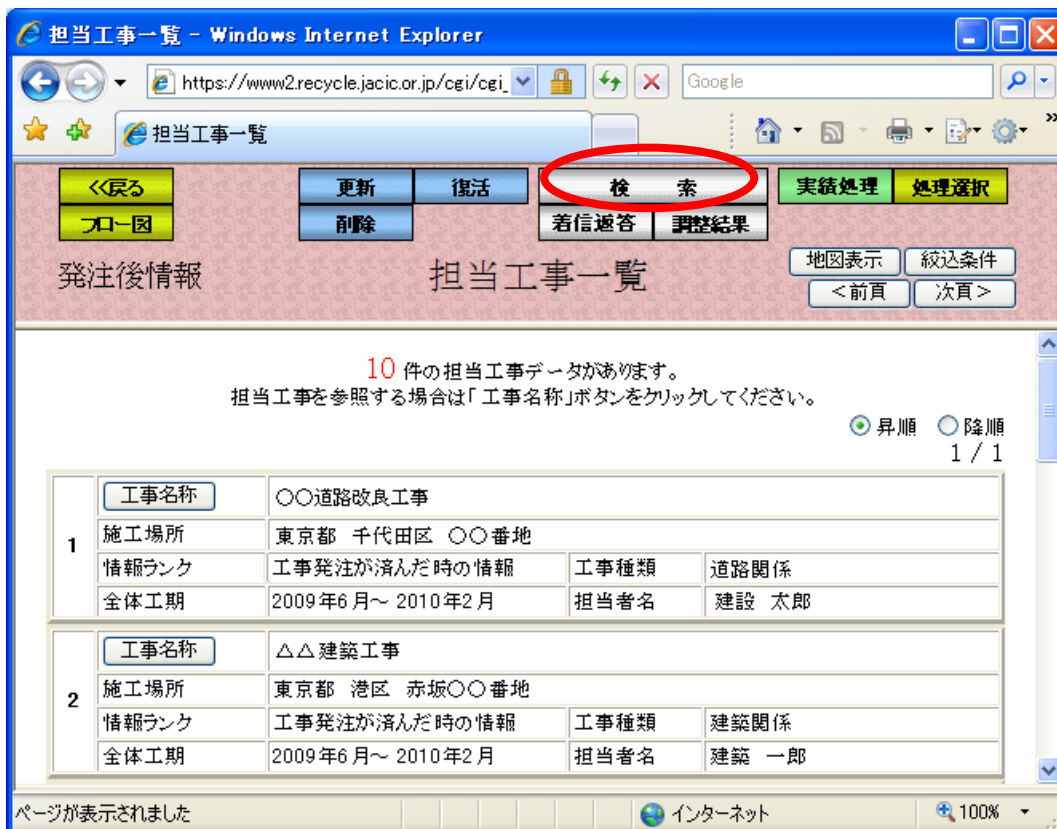 担当工事一覧 - Windows Internet Explorer
https://www2.recycle.jacic.or.jp/cgi/cgi_
Google
担当工事一覧
<<戻る
更新
復活
検 索
実績処理
処理選択
フロー図
削除
着信返答
調整結果
発注後情報
担当工事一覧
地図表示
絞込条件
<前頁
次頁>
10 件の担当工事データがあります。
担当工事を参照する場合は「工事名称」ボタンをクリックしてください。
昇順 降順
1 / 1
1
工事名称 〇〇道路改良工事
施工場所 東京都 千代田区 〇〇番地
情報ランク 工事発注が済んだ時の情報 工事種類 道路関係
全体工期 2009年6月～2010年2月 担当者名 建設 太郎
2
工事名称 △△建築工事
施工場所 東京都 港区 赤坂〇〇番地
情報ランク 工事発注が済んだ時の情報 工事種類 建築関係
全体工期 2009年6月～2010年2月 担当者名 建築 一郎
ページが表示されました
インターネット
100%